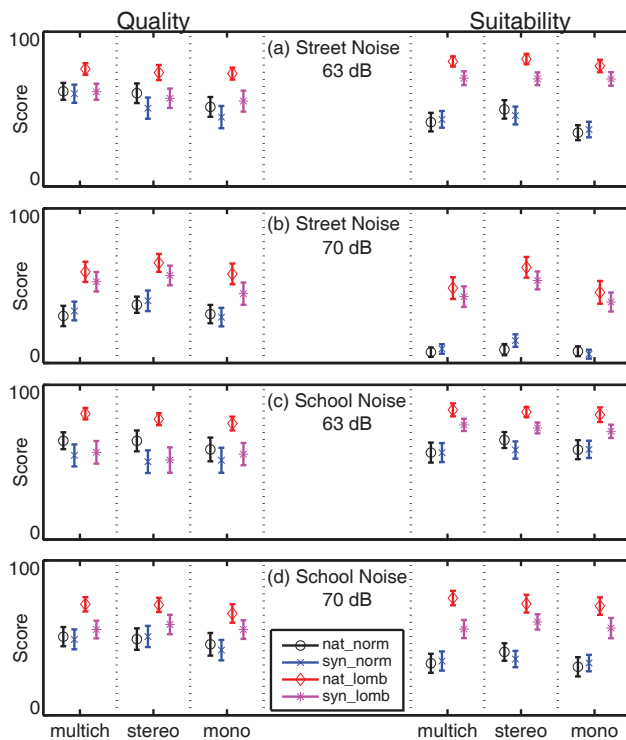 Quality Suitability
100
(a) Street Noise
63 dB
Score
0
100
(b) Street Noise
70 dB
Score
0
100
(c) School Noise
63 dB
Score
0
100
(d) School Noise
70 dB
Score
nat_norm
syn_norm
nat_lomb
syn_lomb
0
multich stereo mono multich stereo mono